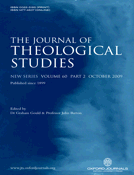 THE JOURNAL OF
THEOLOGICAL
STUDIES
NEW SERIES VOLUME 60 PART 2 OCTOBER 2009
Published since 1899
Edited by
Dr Graham Gould & Professor John Barton
OXFORD JOURNALS